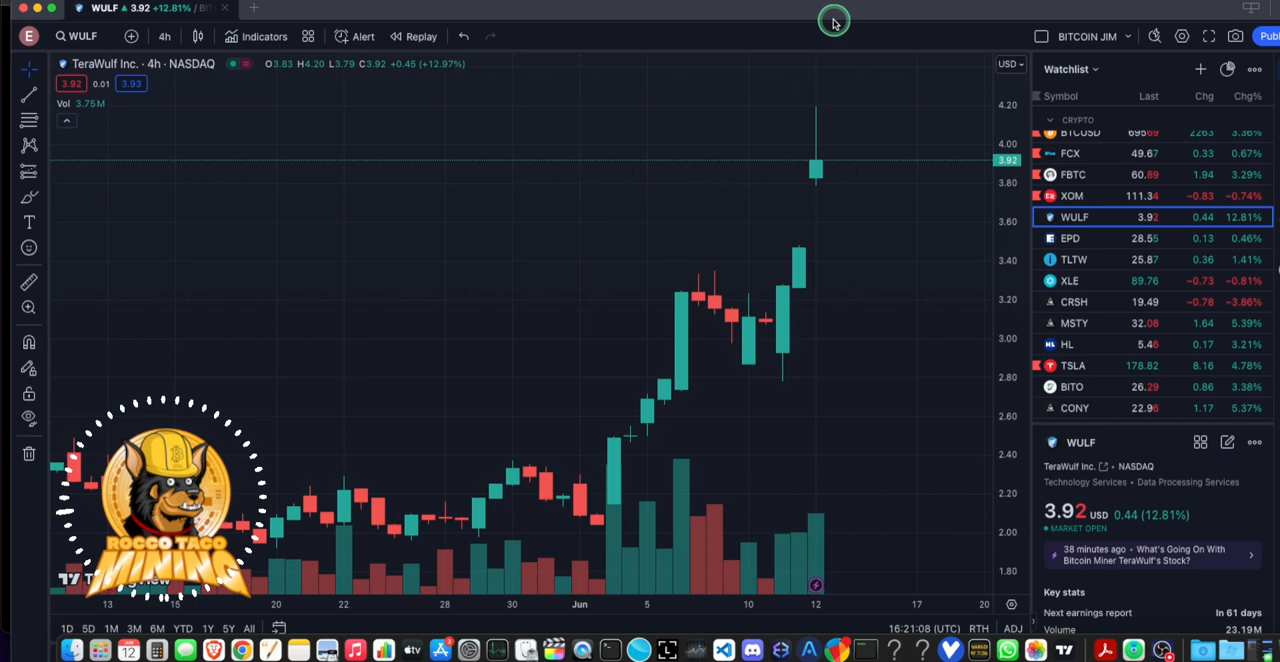 WULF ▲ 3.92 +12.81% / BIT
E
WULF
4h
Indicators
Alert
Replay
BITCOIN JIM
Publ
TeraWulf Inc. · 4h · NASDAQ
O3.83 H4.20 L3.79 C3.92 +0.45 (+12.97%)
3.92 0.01 3.93
Vol 3.75M
USD
4.20
4.00
3.92
3.80
3.60
3.40
3.20
3.00
2.80
2.60
2.40
2.20
2.00
1.80
13 15 20 22 28 30 Jun 5 10 12 17 20
1D 5D 1M 3M 6M YTD 1Y 5Y All
16:21:08 (UTC) RTH ADJ
ROCCO TACO
MINING
Watchlist
Symbol Last Chg Chg%
CRYPTO
BTCUSD 69569 2263 3.36%
FCX 49.67 0.33 0.67%
FBTC 60.89 1.94 3.29%
XOM 111.34 −0.83 −0.74%
WULF 3.92 0.44 12.81%
EPD 28.55 0.13 0.46%
TLTW 25.87 0.36 1.41%
XLE 89.76 −0.73 −0.81%
CRSH 19.49 −0.78 −3.86%
MSTY 32.08 1.64 5.39%
HL 5.46 0.17 3.21%
TSLA 178.82 8.16 4.78%
BITO 26.29 0.86 3.38%
CONY 22.96 1.17 5.37%
WULF
TeraWulf Inc. • NASDAQ
Technology Services • Data Processing Services
3.92 USD 0.44 (12.81%)
MARKET OPEN
38 minutes ago • What's Going On With
Bitcoin Miner TeraWulf's Stock?
Key stats
Next earnings report In 61 days
Volume 23.19M